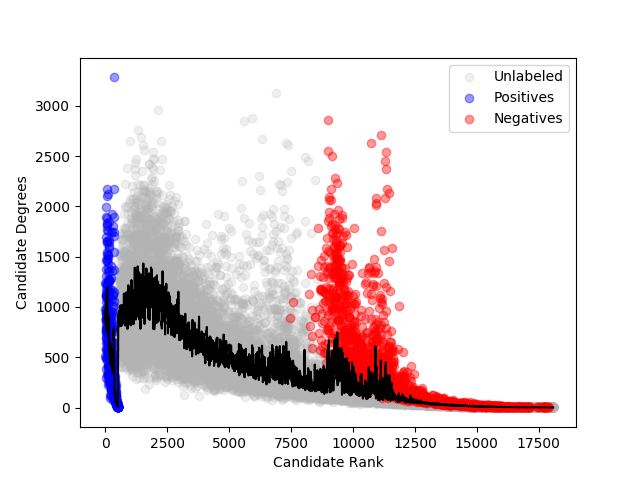 Unlabeled
Positives
Negatives
3000
2500
2000
1500
1000
500
0
Candidate Degrees
0 2500 5000 7500 10000 12500 15000 17500
Candidate Rank